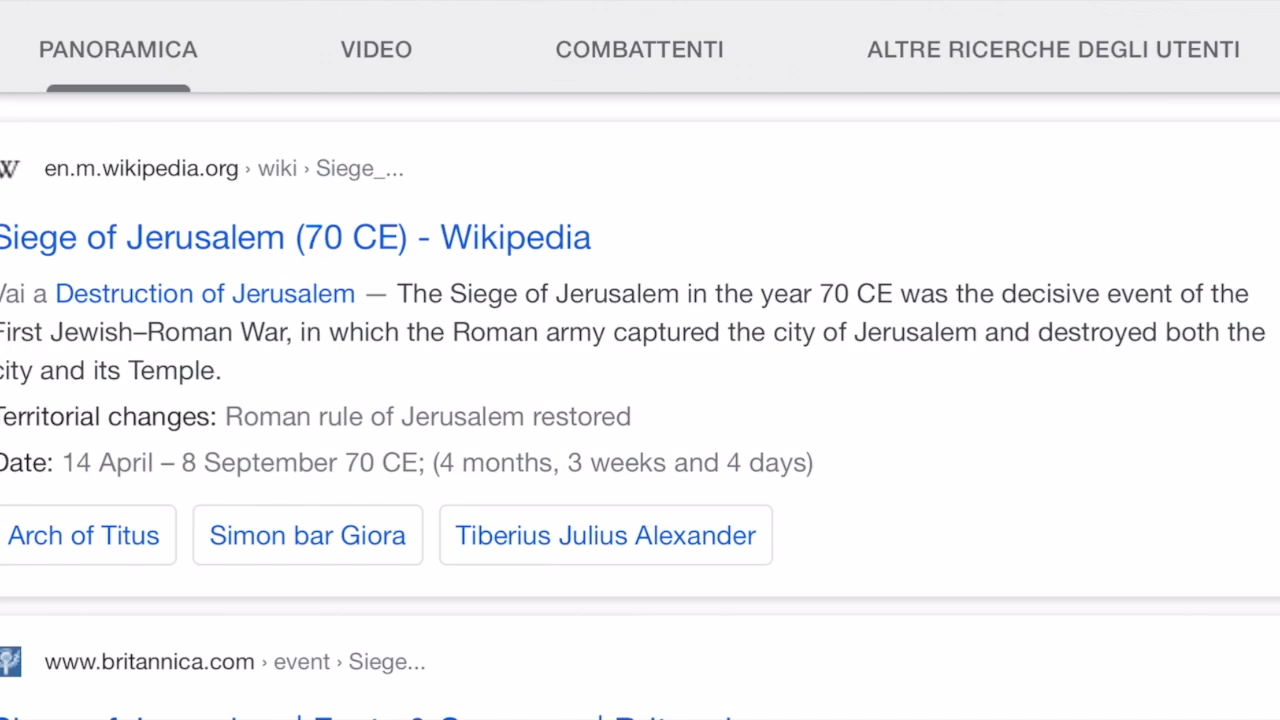 PANORAMICA VIDEO COMBATTENTI ALTRE RICERCHE DEGLI UTENTI
W en.m.wikipedia.org › wiki › Siege_...
Siege of Jerusalem (70 CE) - Wikipedia
Vai a Destruction of Jerusalem — The Siege of Jerusalem in the year 70 CE was the decisive event of the
First Jewish–Roman War, in which the Roman army captured the city of Jerusalem and destroyed both the
city and its Temple.
Territorial changes: Roman rule of Jerusalem restored
Date: 14 April – 8 September 70 CE; (4 months, 3 weeks and 4 days)
Arch of Titus Simon bar Giora Tiberius Julius Alexander
www.britannica.com › event › Siege...